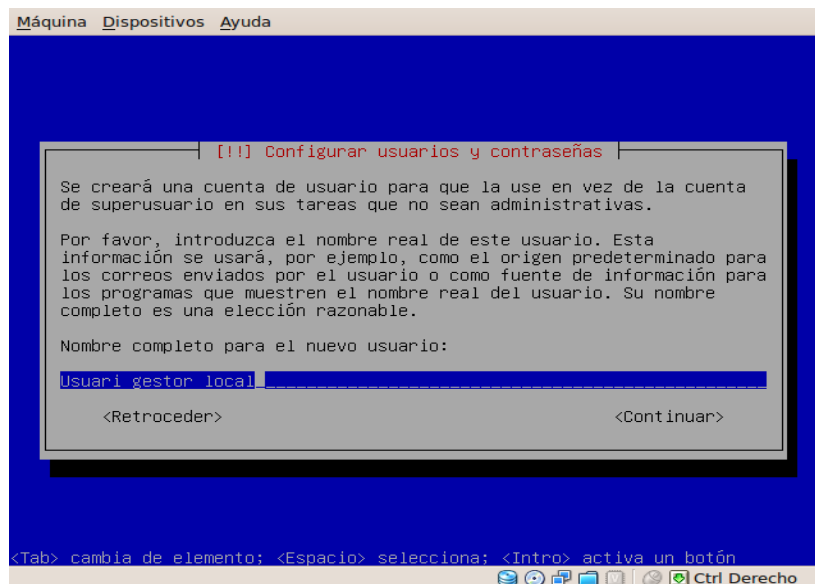 Máquina Dispositivos Ayuda
[!!] Configurar usuarios y contraseñas
Se creará una cuenta de usuario para que la use en vez de la cuenta
de superusuario en sus tareas que no sean administrativas.
Por favor, introduzca el nombre real de este usuario. Esta
información se usará, por ejemplo, como el origen predeterminado para
los correos enviados por el usuario o como fuente de información para
los programas que muestren el nombre real del usuario. Su nombre
completo es una elección razonable.
Nombre completo para el nuevo usuario:
Usuari gestor local
<Retroceder> <Continuar>
<Tab> cambia de elemento; <Espacio> selecciona; <Intro> activa un botón
Ctrl Derecho